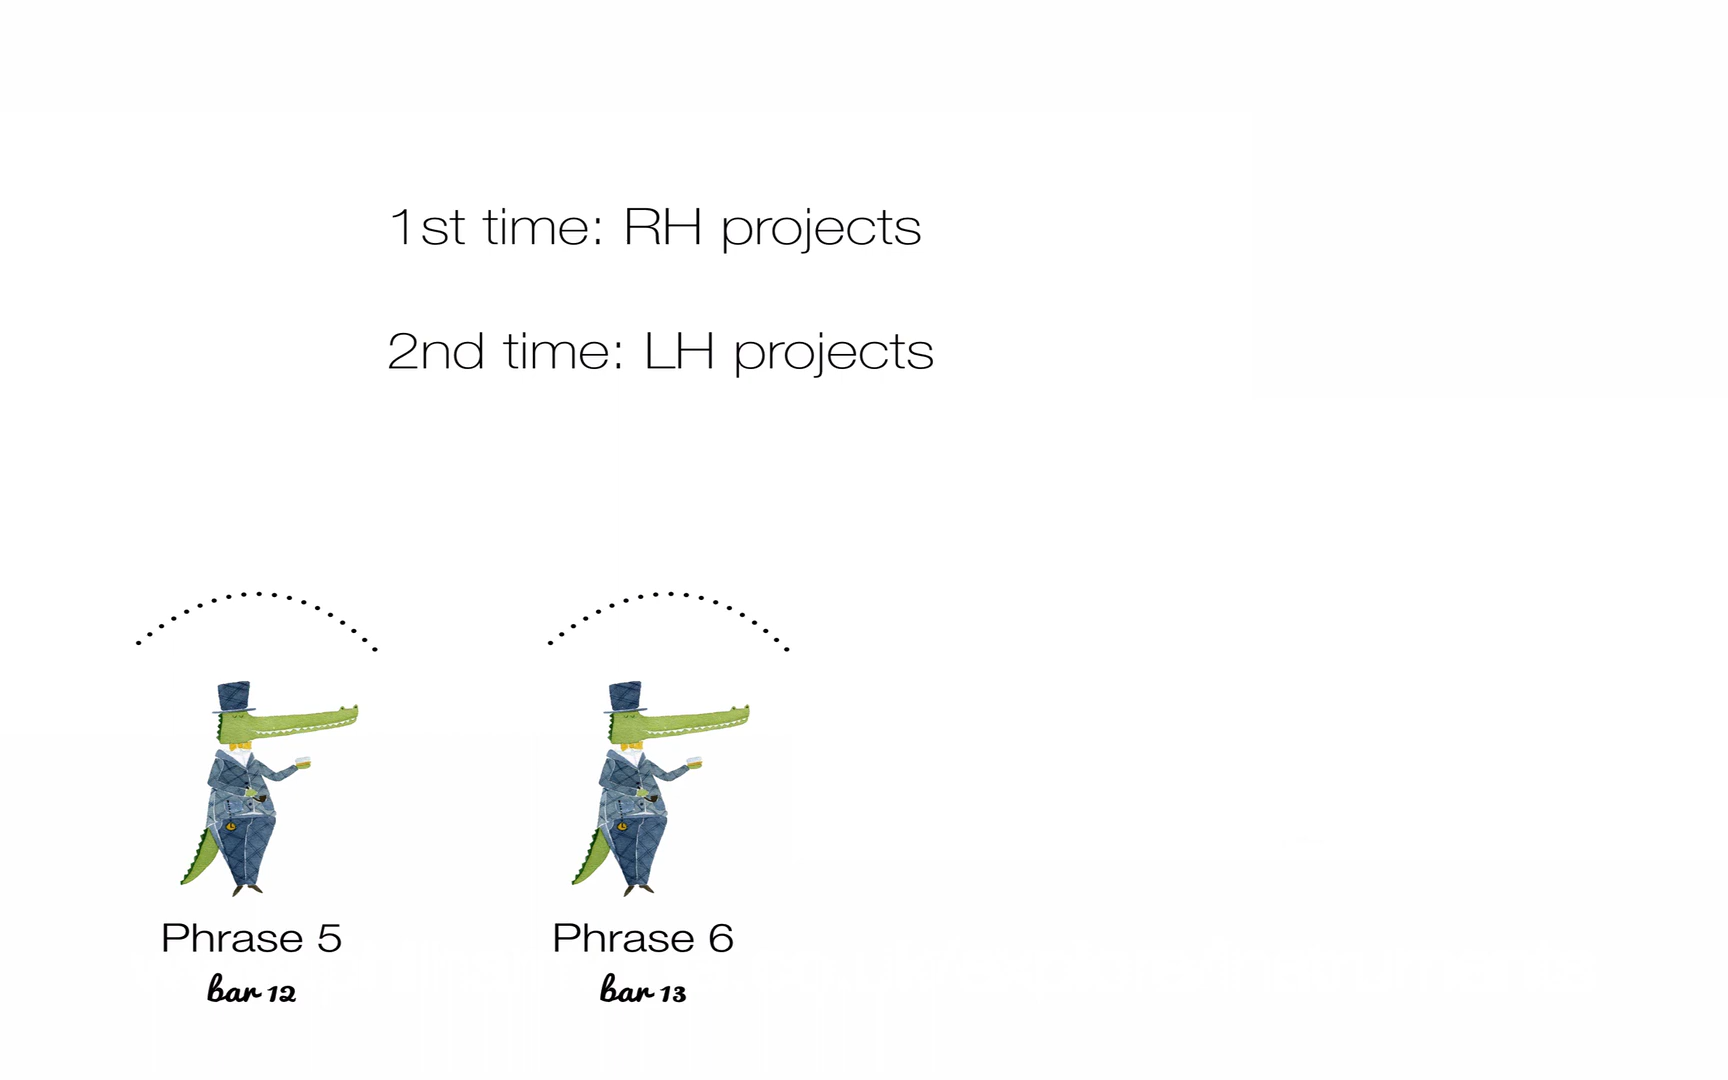 1st time: RH projects
2nd time: LH projects
Phrase 5
bar 12
Phrase 6
bar 13